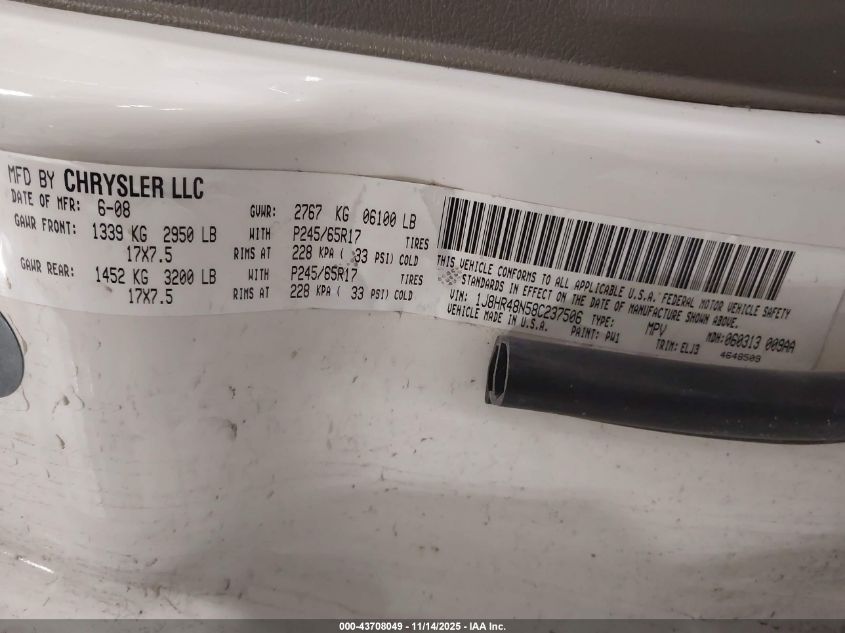 MFD BY CHRYSLER LLC
DATE OF MFR: 6-08 GVWR: 2767 KG 06100 LB
GAWR FRONT: 1339 KG 2950 LB WITH P245/65R17 TIRES
17X7.5 RIMS AT 228 KPA ( 33 PSI) COLD
GAWR REAR: 1452 KG 3200 LB WITH P245/65R17 TIRES
17X7.5 RIMS AT 228 KPA ( 33 PSI) COLD
THIS VEHICLE CONFORMS TO ALL APPLICABLE U.S.A. FEDERAL MOTOR VEHICLE SAFETY
STANDARDS IN EFFECT ON THE DATE OF MANUFACTURE SHOWN ABOVE.
VIN: 1J8HR48N58C237506 TYPE: MPV MDH: 060313 009AA
VEHICLE MADE IN U.S.A. PAINT: PW1 TRIM: ELJ3 4648509
000-43708049 - 11/14/2025 - IAA Inc.